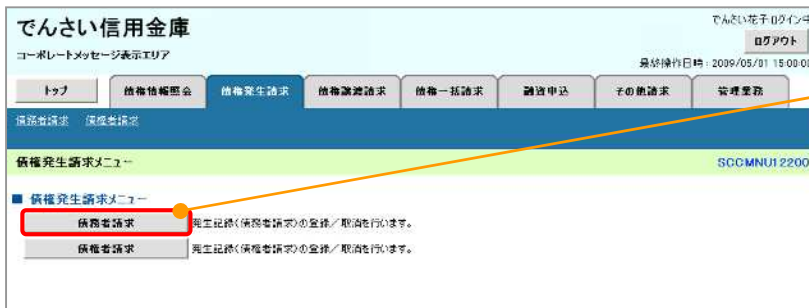 でんさい信用金庫
でんさい花子 ログイン中
コーポレートメッセージ表示エリア
ログアウト
最終操作日時:2009/05/01 15:00:00
トップ 債権情報照会 債権発生請求 債権譲渡請求 債権一括請求 融資申込 その他請求 管理業務
債務者請求 債権者請求
債権発生請求メニュー SCCMNU12200
■ 債権発生請求メニュー
債務者請求 発生記録(債務者請求)の登録/取消を行います。
債権者請求 発生記録(債権者請求)の登録/取消を行います。